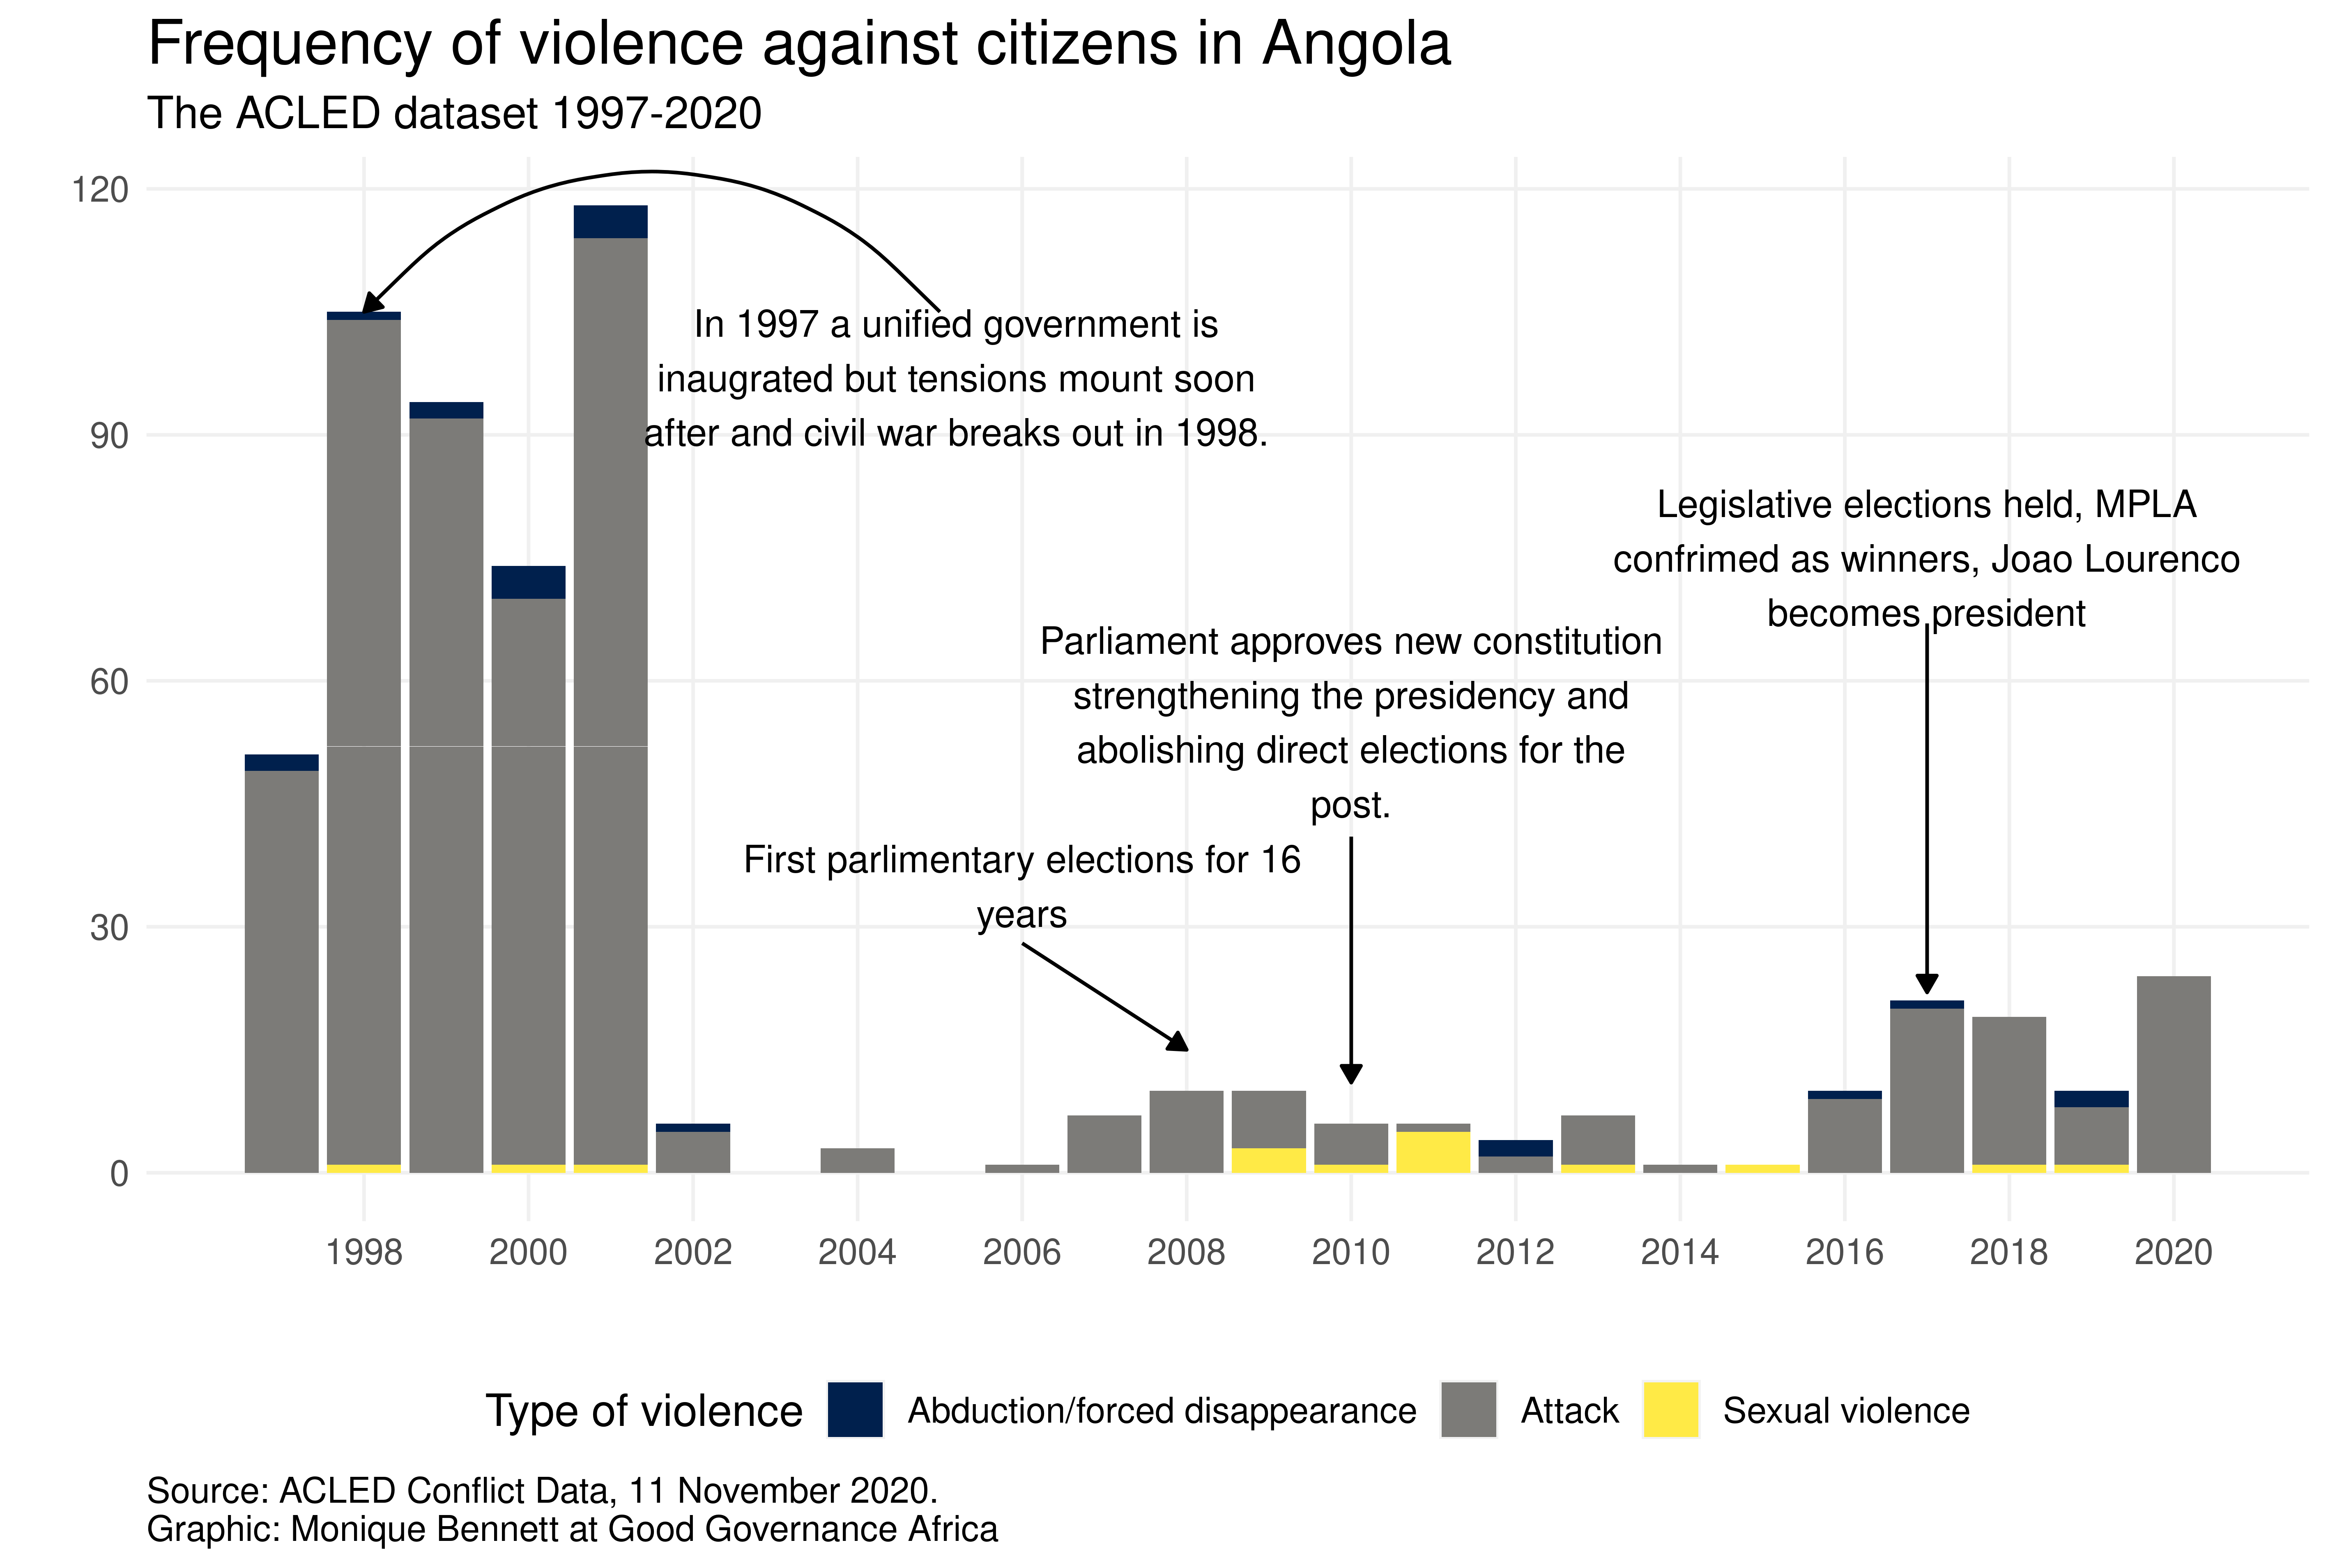 Frequency of violence against citizens in Angola
The ACLED dataset 1997-2020
120
90
60
30
0
In 1997 a unified government is
inaugrated but tensions mount soon
after and civil war breaks out in 1998.
Legislative elections held, MPLA
confrimed as winners, Joao Lourenco
becomes president
Parliament approves new constitution
strengthening the presidency and
abolishing direct elections for the
post.
First parlimentary elections for 16
years
1998 2000 2002 2004 2006 2008 2010 2012 2014 2016 2018 2020
Type of violence Abduction/forced disappearance Attack Sexual violence
Source: ACLED Conflict Data, 11 November 2020.
Graphic: Monique Bennett at Good Governance Africa